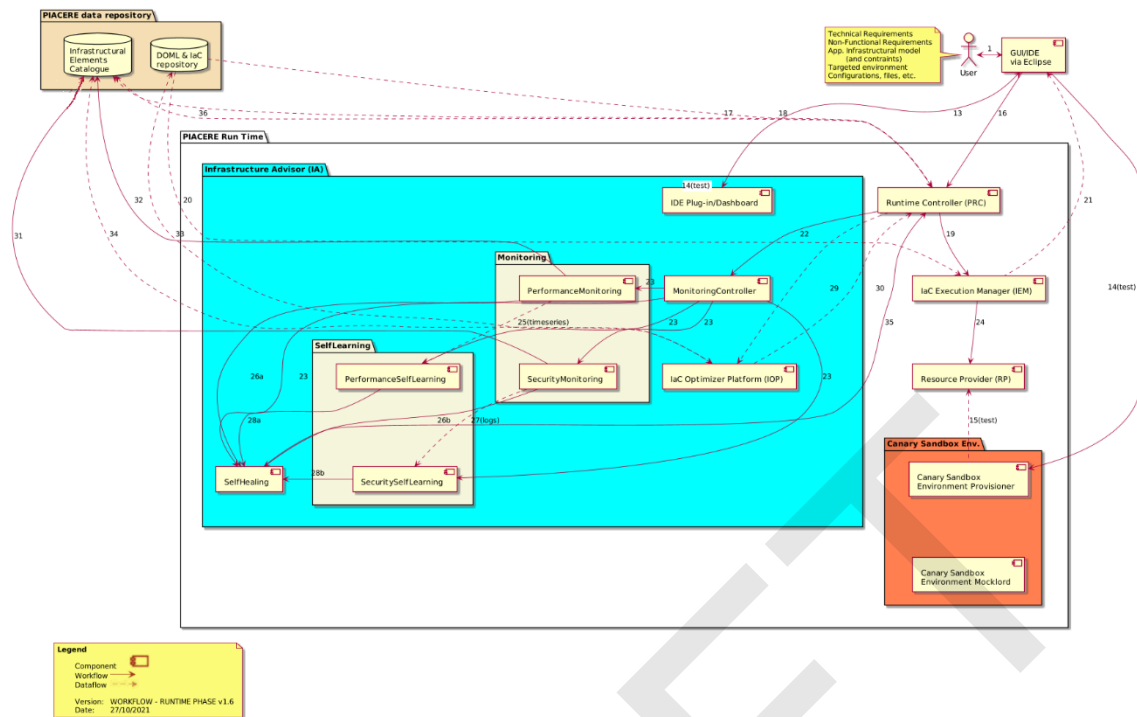 PIACERE data repository
Infrastructural
Elements
Catalogue
DOML & IaC
repository
Technical Requirements
Non-Functional Requirements
App. Infrastructural model
(and contraints)
Targeted environment
Configurations, files, etc.
User
1
GUI/IDE
via Eclipse
36
17
18
13
16
PIACERE Run Time
Infrastructure Advisor (IA)
14(test)
IDE Plug-in/Dashboard
Runtime Controller (PRC)
32
20
21
31
34
33
22
19
Monitoring
PerformanceMonitoring
23
MonitoringController
29
30
IaC Execution Manager (IEM)
14(test)
25(timeseries)
23
23
35
24
SelfLearning
PerformanceSelfLearning
SecurityMonitoring
IaC Optimizer Platform (IOP)
Resource Provider (RP)
26a
23
23
28a
26b
27(logs)
15(test)
Canary Sandbox Env.
28b
SelfHealing
SecuritySelfLearning
Canary Sandbox
Environment Provisioner
Canary Sandbox
Environment Mocklord
Legend
Component
Workflow
Dataflow
Version: WORKFLOW - RUNTIME PHASE v1.6
Date: 27/10/2021